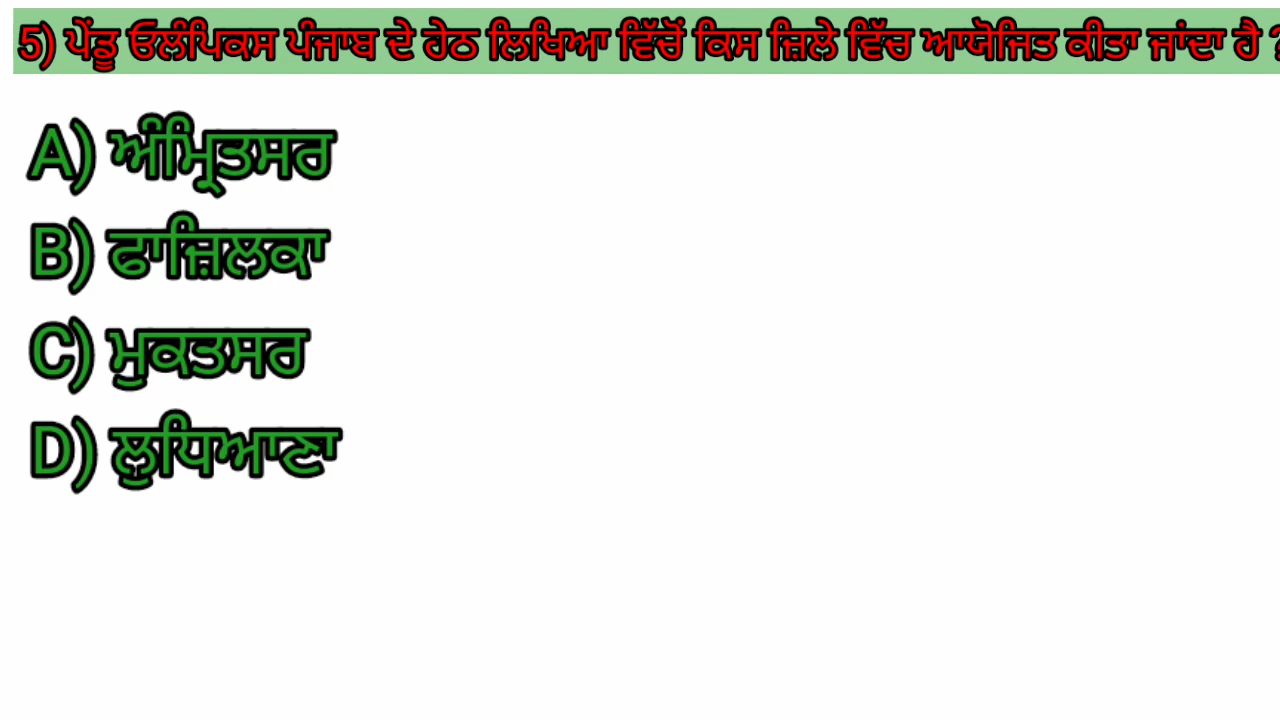 5) ਪੇਂਡੂ ਓਲੰਪਿਕਸ ਪੰਜਾਬ ਦੇ ਹੇਠ ਲਿਖਿਆ ਵਿੱਚੋਂ ਕਿਸ ਜ਼ਿਲੇ ਵਿੱਚ ਆਯੋਜਿਤ ਕੀਤਾ ਜਾਂਦਾ ਹੈ ?
A) ਅੰਮ੍ਰਿਤਸਰ
B) ਫਾਜ਼ਿਲਕਾ
C) ਮੁਕਤਸਰ
D) ਲੁਧਿਆਣਾ